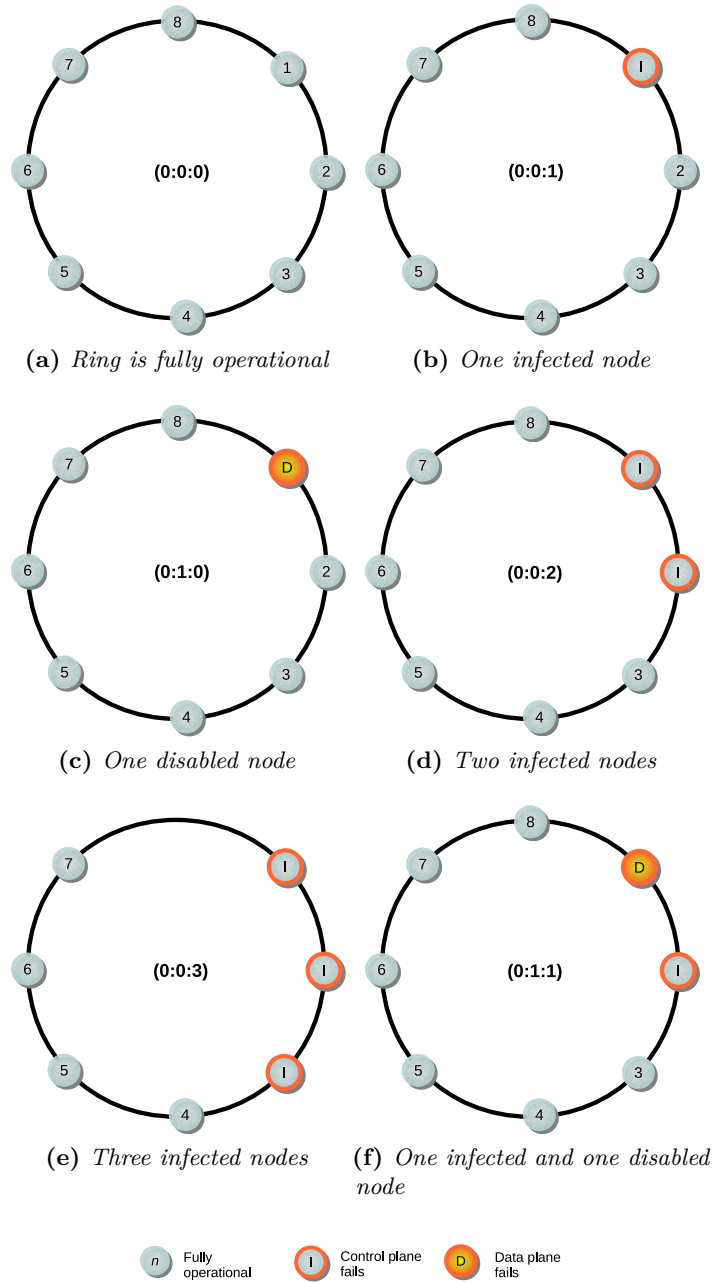 8
7
1
6
(0:0:0)
2
5
3
4
(a) Ring is fully operational
8
7
I
6
(0:0:1)
2
5
3
4
(b) One infected node
8
7
D
6
(0:1:0)
2
5
3
4
(c) One disabled node
8
7
I
6
(0:0:2)
I
5
3
4
(d) Two infected nodes
7
I
6
(0:0:3)
I
5
I
4
(e) Three infected nodes
8
7
D
6
(0:1:1)
I
5
3
4
(f) One infected and one disabled
node
n
Fully
operational
I
Control plane
fails
D
Data plane
fails